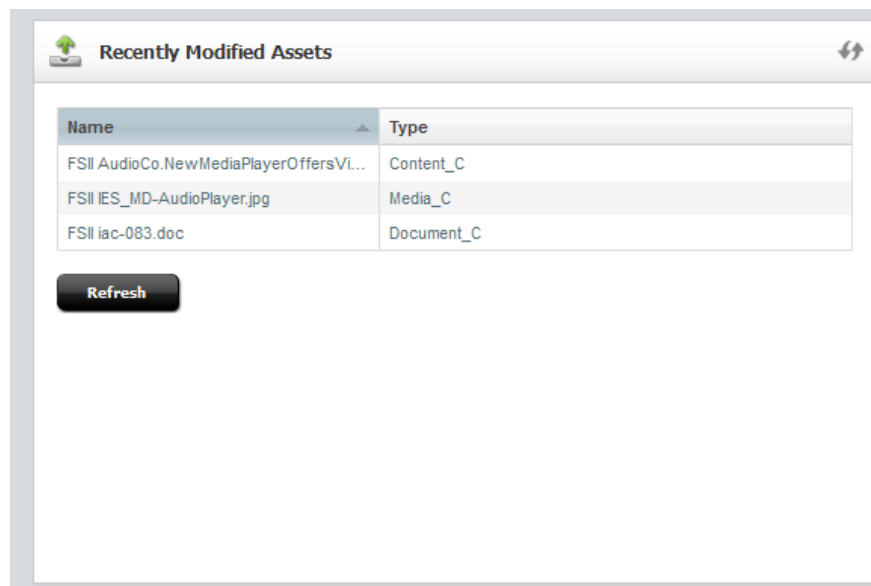 Recently Modified Assets
Name Type
FSII AudioCo.NewMediaPlayerOffersVi... Content_C
FSII IES_MD-AudioPlayer.jpg Media_C
FSII iac-083.doc Document_C
Refresh